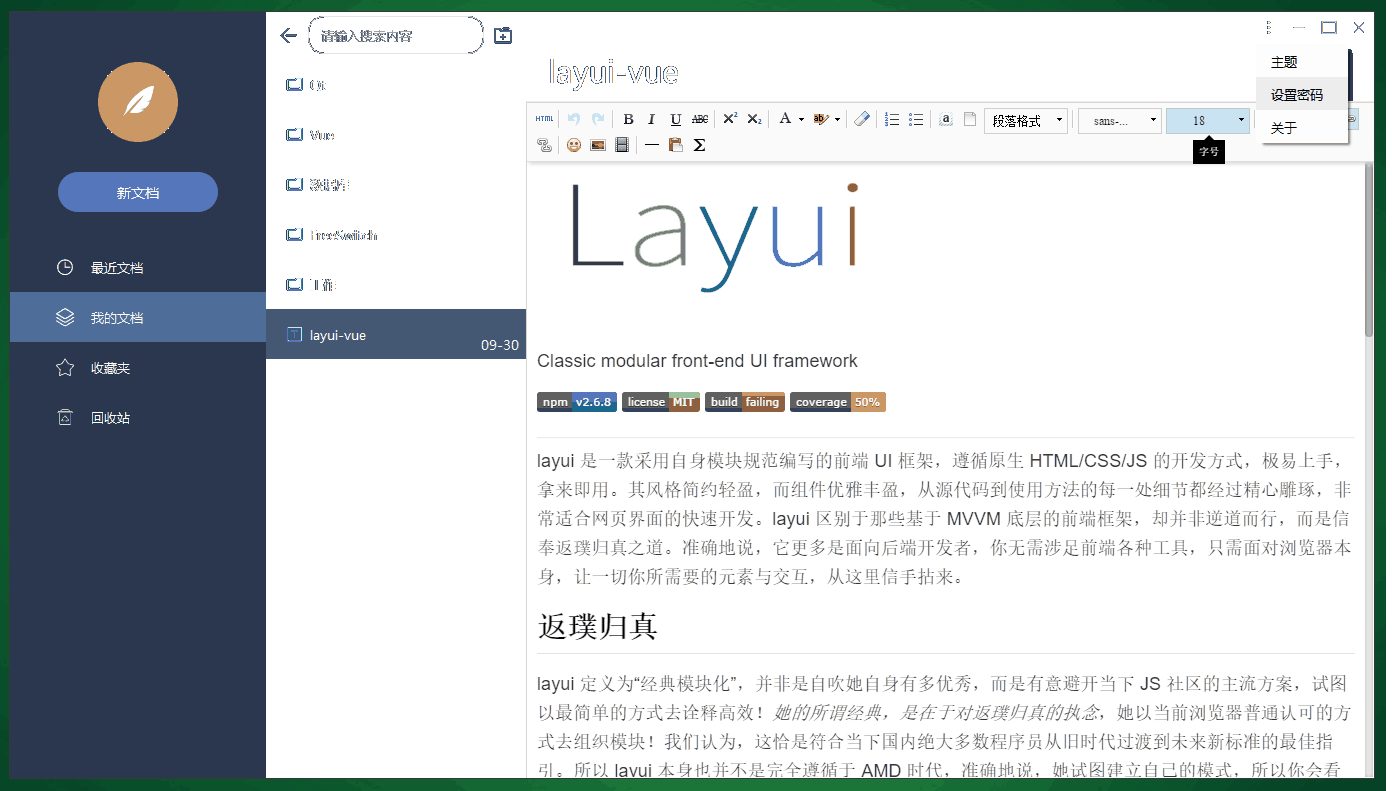 新文档
最近文档
我的文档
收藏夹
回收站
请输入搜索内容
Qt
Vue
FreeSwitch
工作
layui-vue
09-30
layui-vue
主题
设置密码
关于
HTML B I U ABC X² X₂ A ab a 段落格式 sans-... 18
Σ
字号
Layui
Classic modular front-end UI framework
npm v2.6.8 license MIT build failing coverage 50%
layui 是一款采用自身模块规范编写的前端 UI 框架，遵循原生 HTML/CSS/JS 的开发方式，极易上手，
拿来即用。其风格简约轻盈，而组件优雅丰盈，从源代码到使用方法的每一处细节都经过精心雕琢，非
常适合网页界面的快速开发。layui 区别于那些基于 MVVM 底层的前端框架，却并非逆道而行，而是信
奉返璞归真之道。准确地说，它更多是面向后端开发者，你无需涉足前端各种工具，只需面对浏览器本
身，让一切你所需要的元素与交互，从这里信手拈来。
返璞归真
layui 定义为“经典模块化”，并非是自吹她自身有多优秀，而是有意避开当下 JS 社区的主流方案，试图
以最简单的方式去诠释高效！她的所谓经典，是在于对返璞归真的执念，她以当前浏览器普通认可的方
式去组织模块！我们认为，这恰是符合当下国内绝大多数程序员从旧时代过渡到未来新标准的最佳指
引。所以 layui 本身也并不是完全遵循于 AMD 时代，准确地说，她试图建立自己的模式，所以你会看